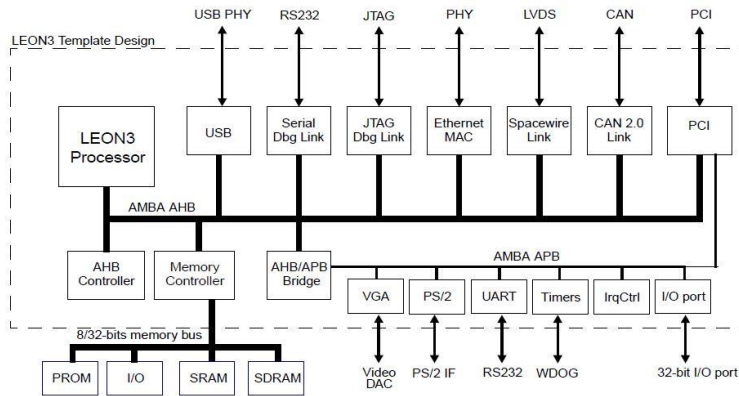 USB PHY RS232 JTAG PHY LVDS CAN PCI
LEON3 Template Design
LEON3
Processor
USB
Serial
Dbg Link
JTAG
Dbg Link
Ethernet
MAC
Spacewire
Link
CAN 2.0
Link
PCI
AMBA AHB
AHB
Controller
Memory
Controller
AHB/APB
Bridge
AMBA APB
VGA PS/2 UART Timers IrqCtrl I/O port
8/32-bits memory bus
PROM I/O SRAM SDRAM
Video
DAC
PS/2 IF RS232 WDOG 32-bit I/O port